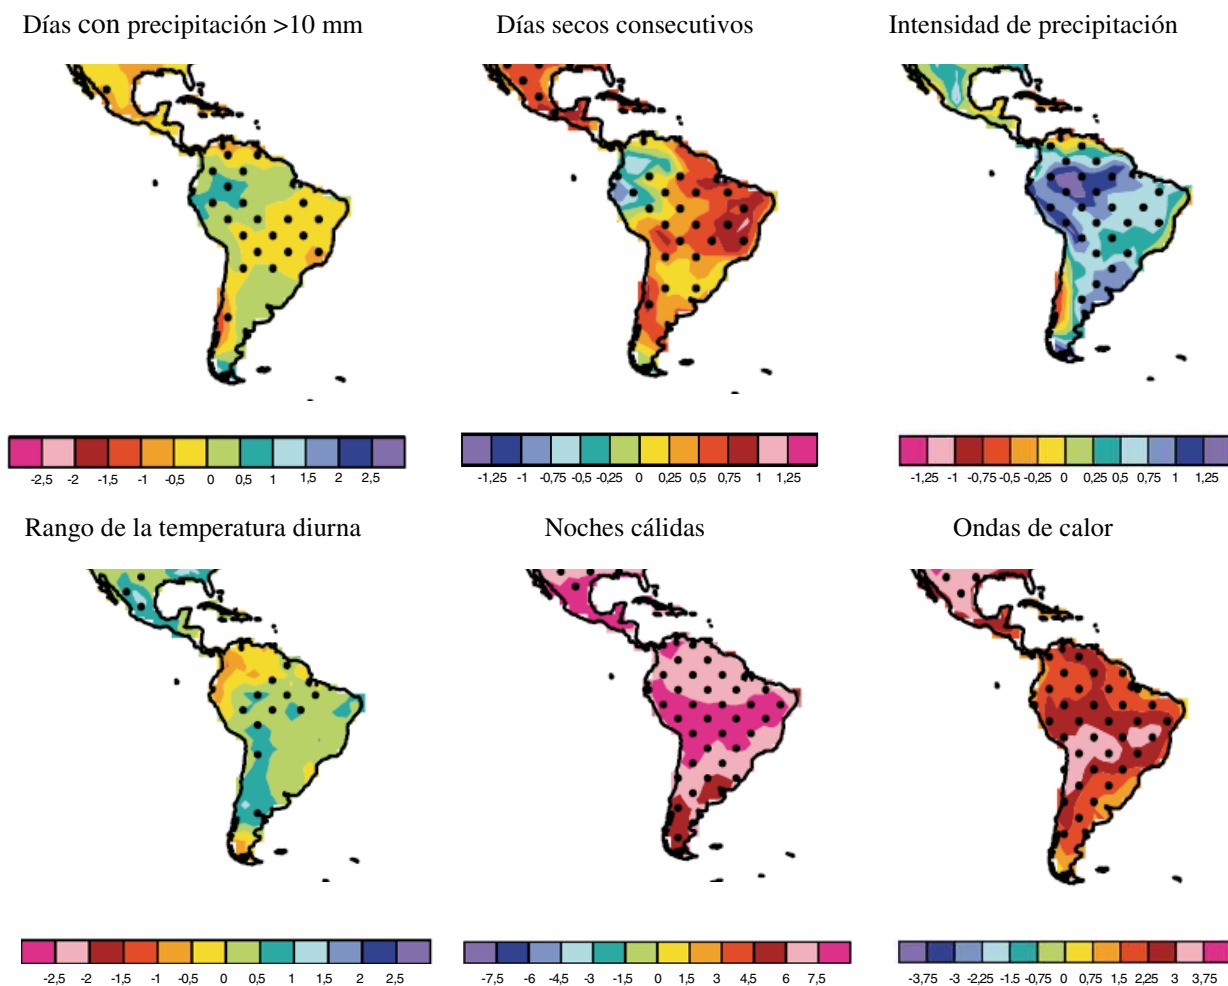 Días con precipitación >10 mm
Días secos consecutivos
Intensidad de precipitación
-2,5 -2 -1,5 -1 -0,5 0 0,5 1 1,5 2 2,5
-1,25 -1 -0,75 -0,5 -0,25 0 0,25 0,5 0,75 1 1,25
-1,25 -1 -0,75 -0,5 -0,25 0 0,25 0,5 0,75 1 1,25
Rango de la temperatura diurna
Noches cálidas
Ondas de calor
-2,5 -2 -1,5 -1 -0,5 0 0,5 1 1,5 2 2,5
-7,5 -6 -4,5 -3 -1,5 0 1,5 3 4,5 6 7,5
-3,75 -3 -2,25 -1,5 -0,75 0 0,75 1,5 2,25 3 3,75